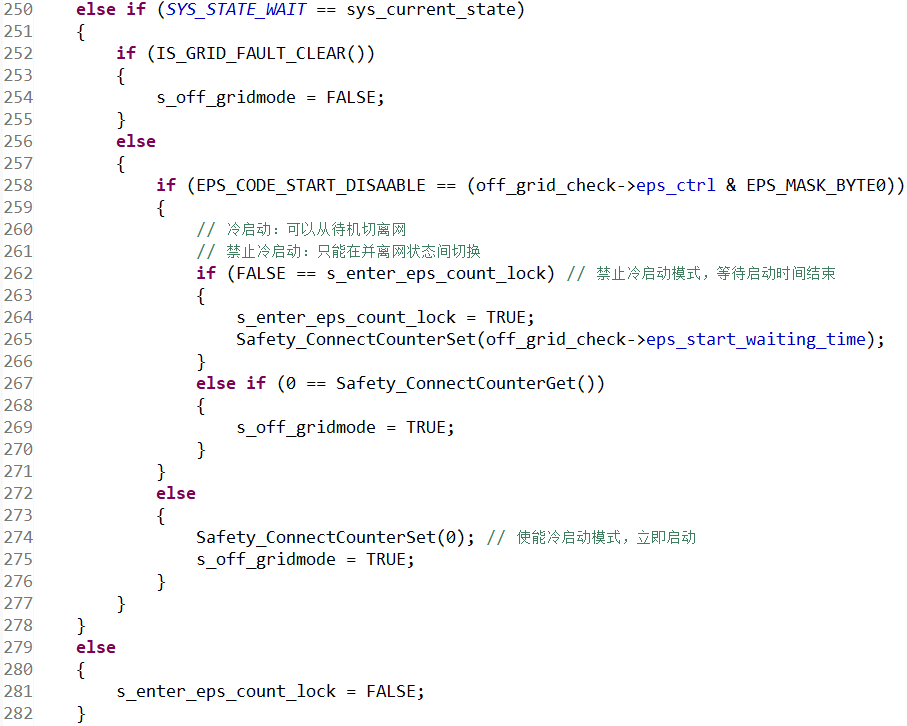 250 else if (SYS_STATE_WAIT == sys_current_state)
251 {
252 if (IS_GRID_FAULT_CLEAR())
253 {
254 s_off_gridmode = FALSE;
255 }
256 else
257 {
258 if (EPS_CODE_START_DISAABLE == (off_grid_check->eps_ctrl & EPS_MASK_BYTE0))
259 {
260 // 冷启动：可以从待机切离网
261 // 禁止冷启动：只能在并离网状态间切换
262 if (FALSE == s_enter_eps_count_lock) // 禁止冷启动模式，等待启动时间结束
263 {
264 s_enter_eps_count_lock = TRUE;
265 Safety_ConnectCounterSet(off_grid_check->eps_start_waiting_time);
266 }
267 else if (0 == Safety_ConnectCounterGet())
268 {
269 s_off_gridmode = TRUE;
270 }
271 }
272 else
273 {
274 Safety_ConnectCounterSet(0); // 使能冷启动模式，立即启动
275 s_off_gridmode = TRUE;
276 }
277 }
278 }
279 else
280 {
281 s_enter_eps_count_lock = FALSE;
282 }